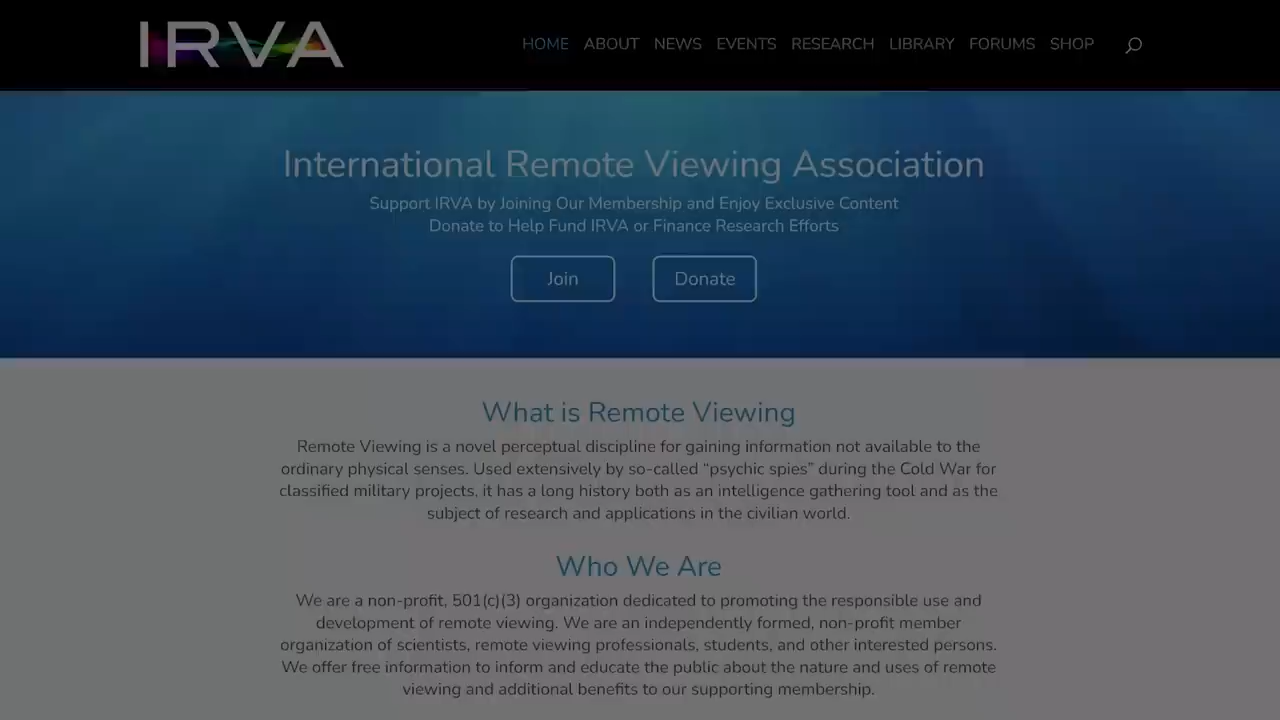 IRVA
HOME ABOUT NEWS EVENTS RESEARCH LIBRARY FORUMS SHOP
International Remote Viewing Association
Support IRVA by Joining Our Membership and Enjoy Exclusive Content
Donate to Help Fund IRVA or Finance Research Efforts
Join Donate
What is Remote Viewing
Remote Viewing is a novel perceptual discipline for gaining information not available to the
ordinary physical senses. Used extensively by so-called “psychic spies” during the Cold War for
classified military projects, it has a long history both as an intelligence gathering tool and as the
subject of research and applications in the civilian world.
Who We Are
We are a non-profit, 501(c)(3) organization dedicated to promoting the responsible use and
development of remote viewing. We are an independently formed, non-profit member
organization of scientists, remote viewing professionals, students, and other interested persons.
We offer free information to inform and educate the public about the nature and uses of remote
viewing and additional benefits to our supporting membership.